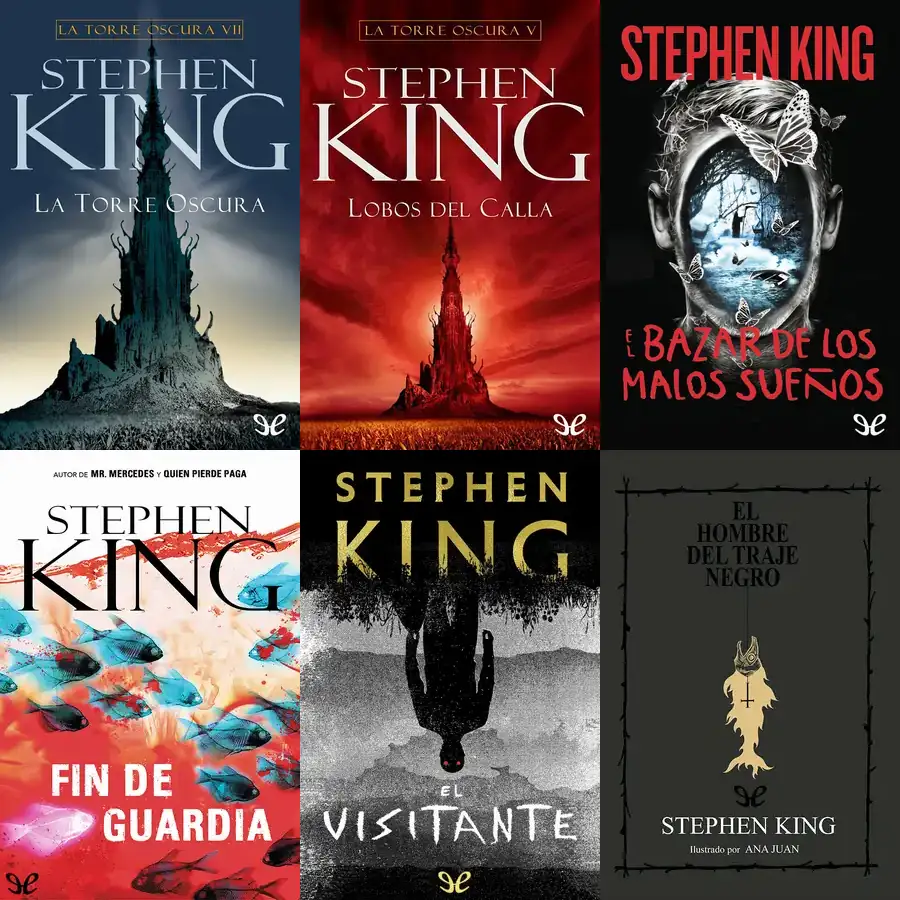 LA TORRE OSCURA VII
STEPHEN
KING
LA TORRE OSCURA
LA TORRE OSCURA V
STEPHEN
KING
LOBOS DEL CALLA
STEPHEN KING
EL BAZAR DE LOS
MALOS SUEÑOS
AUTOR DE MR. MERCEDES Y QUIEN PIERDE PAGA
STEPHEN
KING
FIN DE
GUARDIA
STEPHEN
KING
EL
VISITANTE
EL
HOMBRE
DEL TRAJE
NEGRO
STEPHEN KING
Ilustrado por ANA JUAN